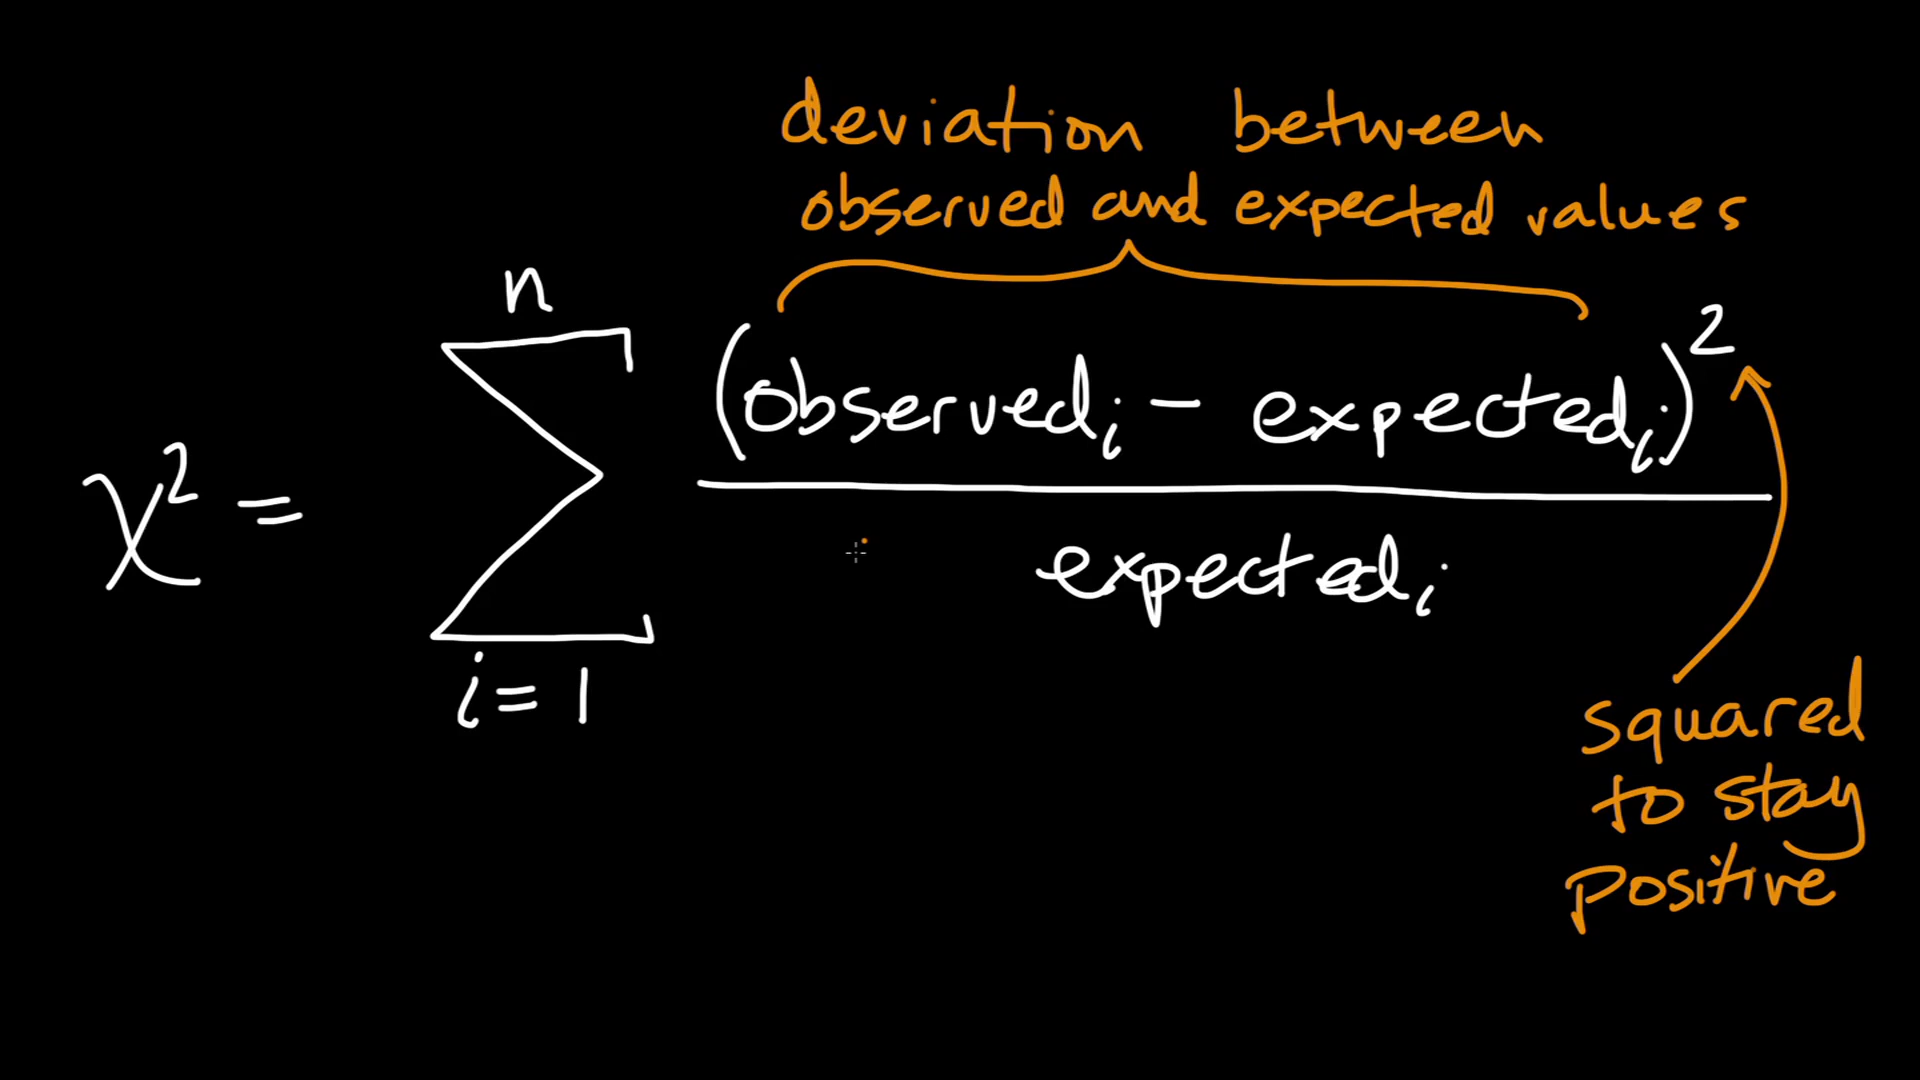 deviation between
observed and expected values
n
χ² = Σ (observedᵢ - expectedᵢ)²
expectedᵢ
i = 1
squared
to stay
positive